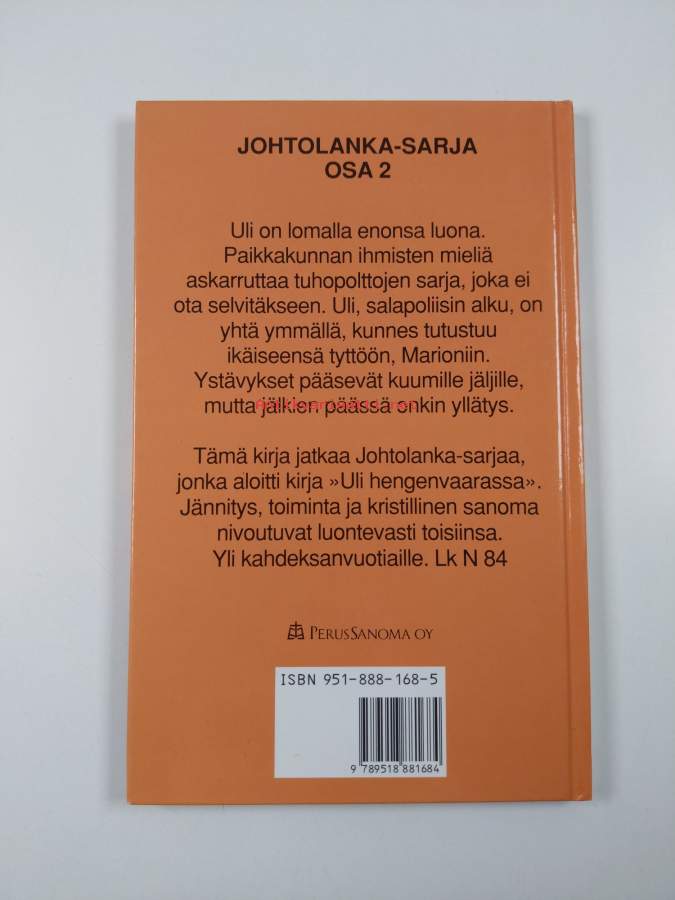 JOHTOLANKA-SARJA
OSA 2
Uli on lomalla enonsa luona.
Paikkakunnan ihmisten mieliä
askarruttaa tuhopolttojen sarja, joka ei
ota selvitäkseen. Uli, salapoliisin alku, on
yhtä ymmällä, kunnes tutustuu
ikäiseensä tyttöön, Marioniin.
Ystävykset pääsevät kuumille jäljille,
mutta jälkien päässä onkin yllätys.
Tämä kirja jatkaa Johtolanka-sarjaa,
jonka aloitti kirja »Uli hengenvaarassa».
Jännitys, toiminta ja kristillinen sanoma
nivoutuvat luontevasti toisiinsa.
Yli kahdeksanvuotiaille. Lk N 84
PERUSSANOMA OY
ISBN 951-888-168-5
9 789518 881684